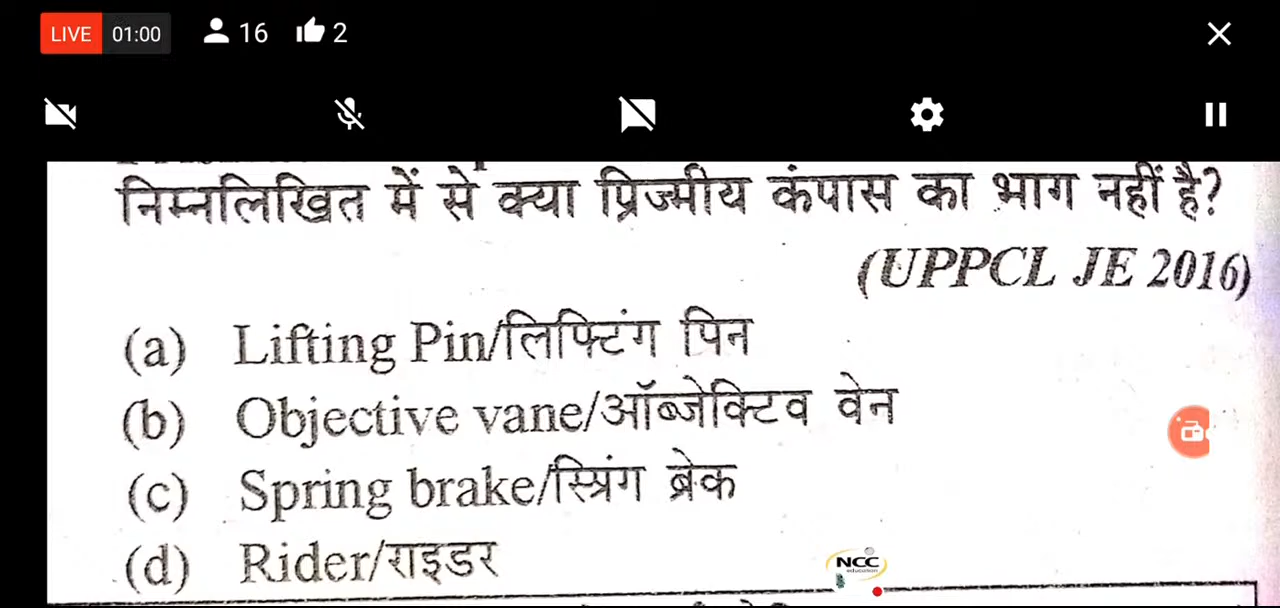 LIVE 01:00 16 2
निम्नलिखित में से क्या प्रिज्मीय कंपास का भाग नहीं है?
(UPPCL JE 2016)
(a) Lifting Pin/लिफ्टिंग पिन
(b) Objective vane/ऑब्जेक्टिव वेन
(c) Spring brake/स्प्रिंग ब्रेक
(d) Rider/राइडर
NCC
education